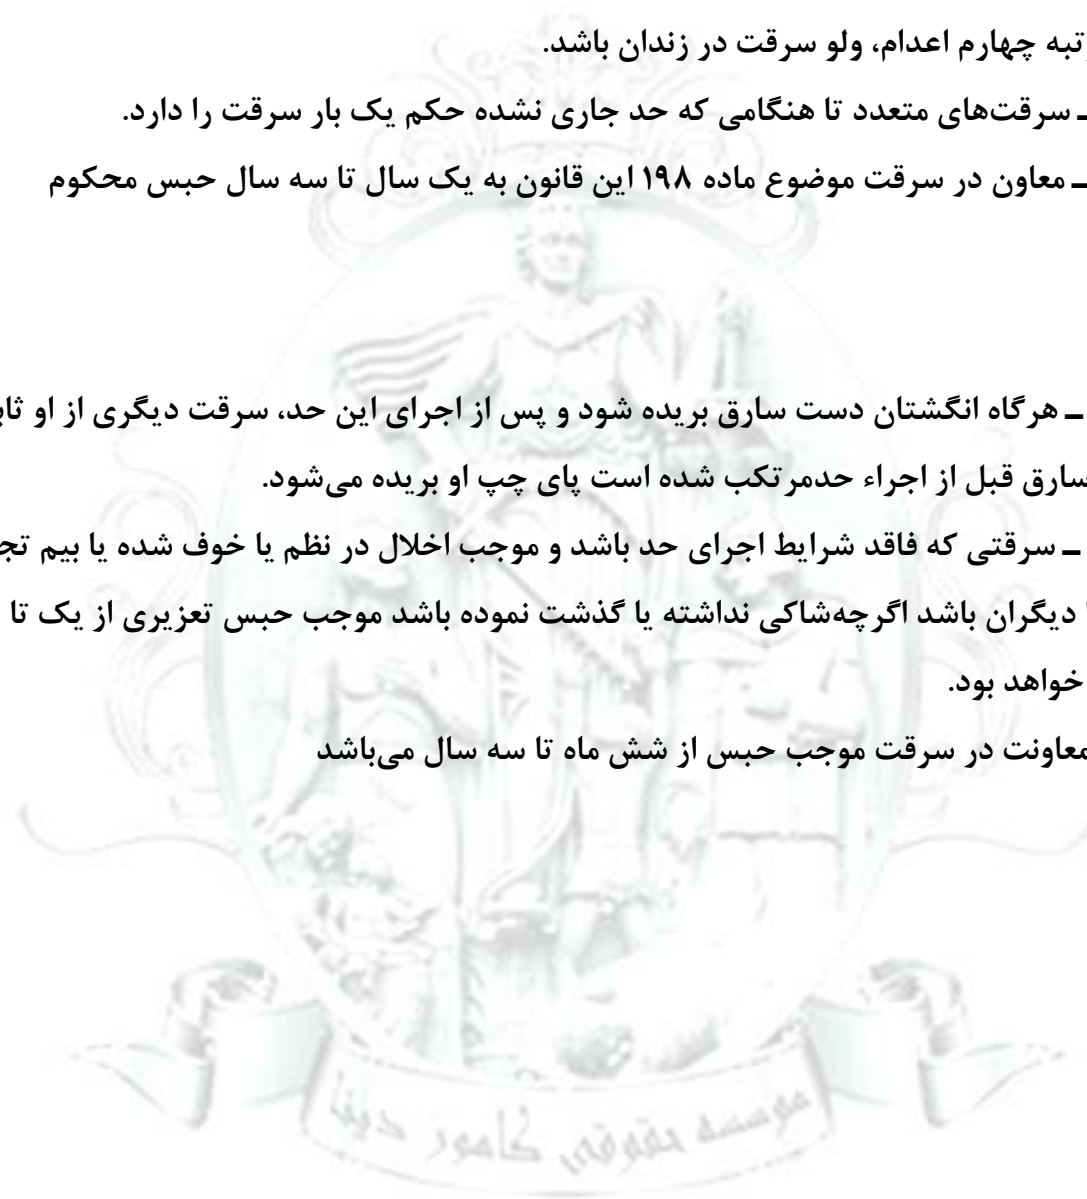 تبه چهارم اعدام، ولو سرقت در زندان باشد.
ـ سرقت‌های متعدد تا هنگامی که حد جاری نشده حکم یک بار سرقت را دارد.
ـ معاون در سرقت موضوع ماده ۱۹۸ این قانون به یک سال تا سه سال حبس محکوم
ـ هرگاه انگشتان دست سارق بریده شود و پس از اجرای این حد، سرقت دیگری از او
سارق قبل از اجراء حدمرتکب شده است پای چپ او بریده می‌شود.
ـ سرقتی که فاقد شرایط اجرای حد باشد و موجب اخلال در نظم یا خوف شده یا بیم
دیگران باشد اگرچه‌شاکی نداشته یا گذشت نموده باشد موجب حبس تعزیری از یک تا
خواهد بود.
معاونت در سرقت موجب حبس از شش ماه تا سه سال می‌باشد
موسسه حقوقی کامور دینا